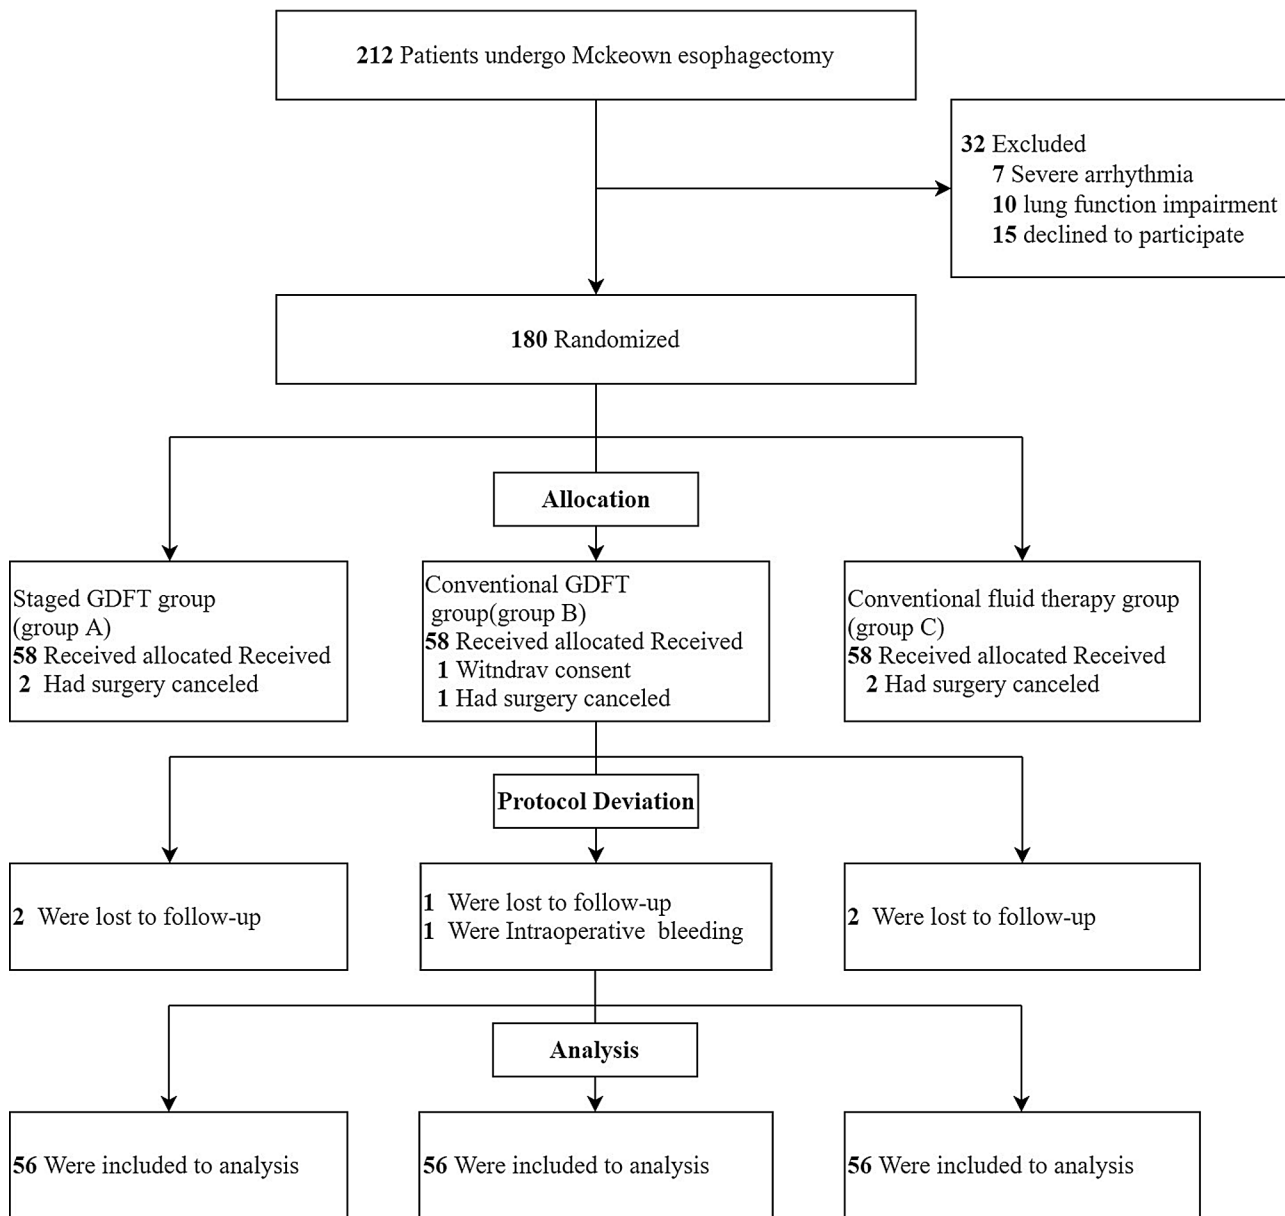 212 Patients undergo Mckeown esophagectomy
32 Excluded
7 Severe arrhythmia
10 lung function impairment
15 declined to participate
180 Randomized
Allocation
Staged GDFT group
(group A)
58 Received allocated Received
2 Had surgery canceled
Conventional GDFT
group(group B)
58 Received allocated Received
1 Witndrav consent
1 Had surgery canceled
Conventional fluid therapy group
(group C)
58 Received allocated Received
2 Had surgery canceled
Protocol Deviation
2 Were lost to follow-up
1 Were lost to follow-up
1 Were Intraoperative bleeding
2 Were lost to follow-up
Analysis
56 Were included to analysis
56 Were included to analysis
56 Were included to analysis